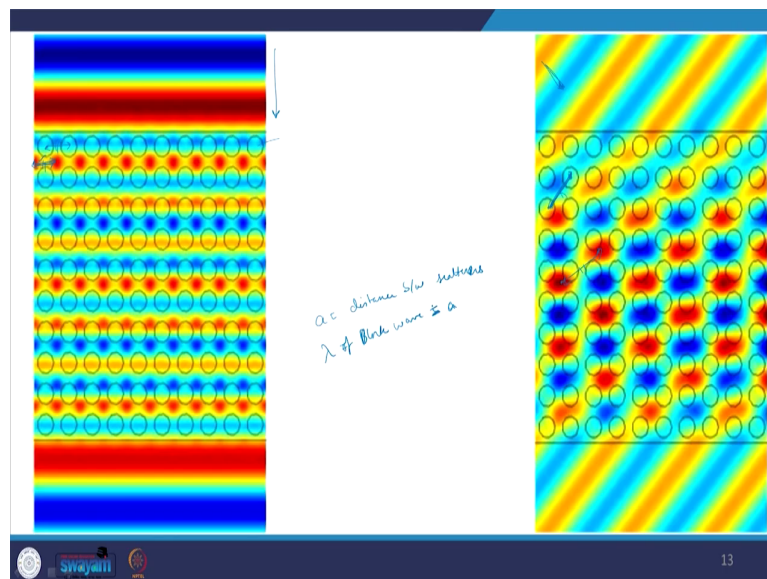 a = distance b/w scatterers
λ of Bloch wave ≃ a
swayam
13